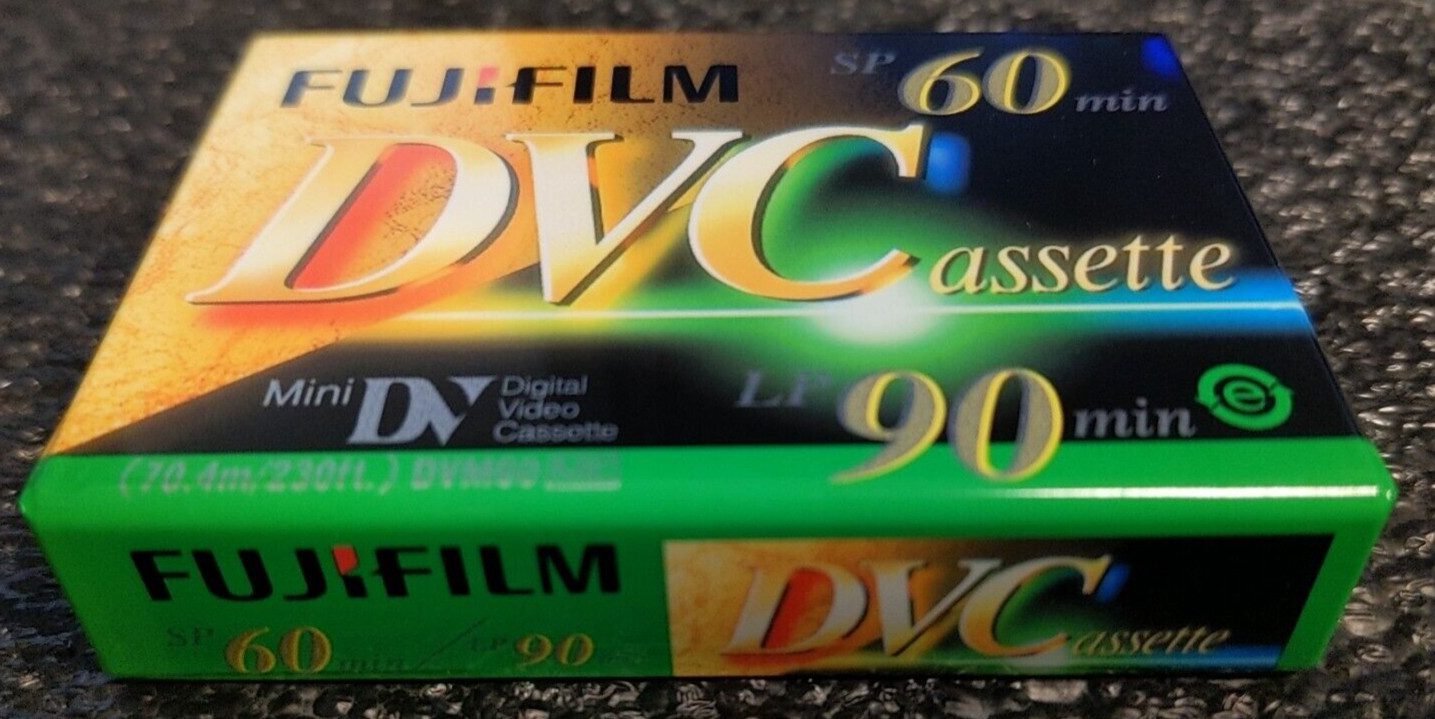 FUJIFILM
SP 60 min
DVCassette
Mini DV Digital Video Cassette
LP 90 min
e
(70.4m/230ft.) DVM60
FUJIFILM
SP 60 min / LP 90 min
DVCassette